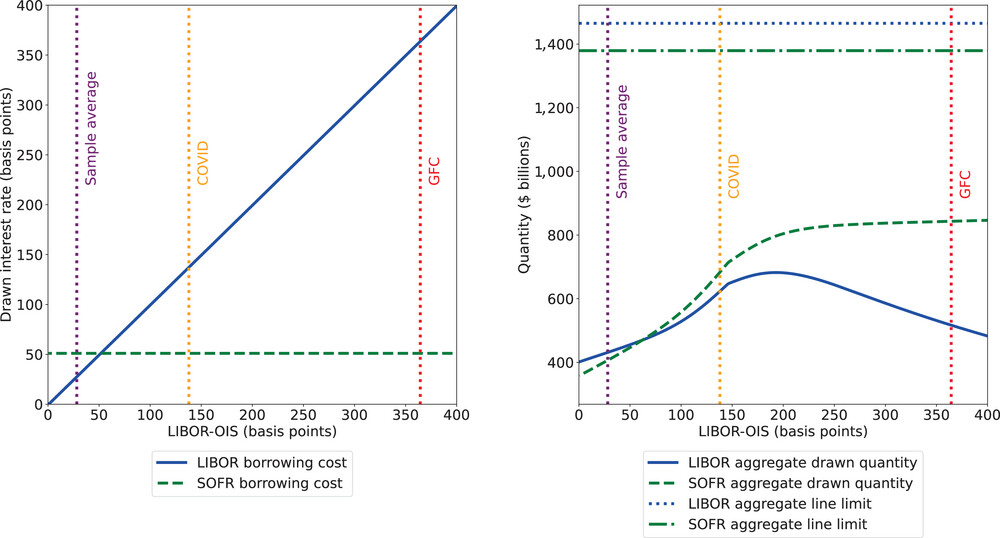 Drawn interest rate (basis points)
400
350
300
250
200
150
100
50
0
Sample average
COVID
GFC
0 50 100 150 200 250 300 350 400
LIBOR-OIS (basis points)
LIBOR borrowing cost
SOFR borrowing cost
Quantity ($ billions)
1,400
1,200
1,000
800
600
400
Sample average
COVID
GFC
0 50 100 150 200 250 300 350 400
LIBOR-OIS (basis points)
LIBOR aggregate drawn quantity
SOFR aggregate drawn quantity
LIBOR aggregate line limit
SOFR aggregate line limit